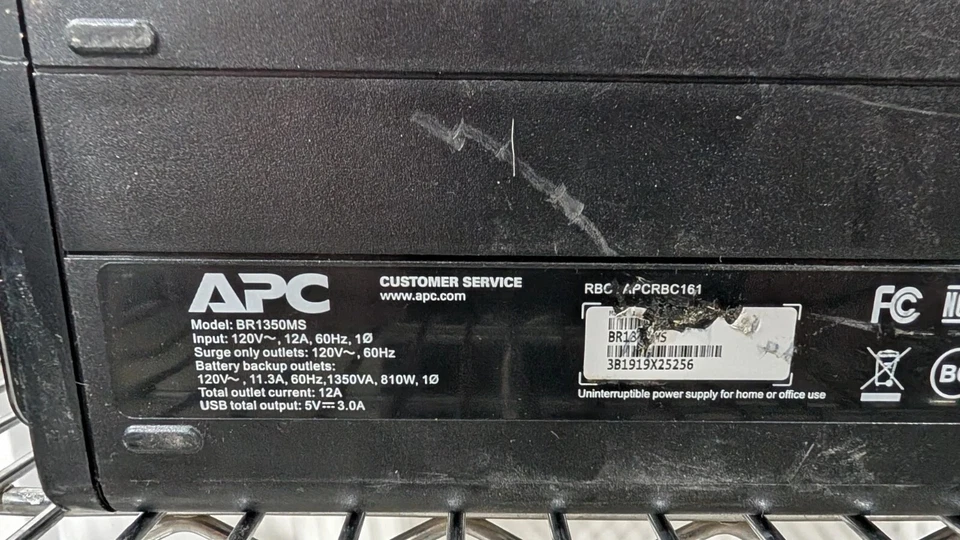 APC
Model: BR1350MS
Input: 120V~, 12A, 60Hz, 1Ø
Surge only outlets: 120V~, 60Hz
Battery backup outlets:
120V~, 11.3A, 60Hz,1350VA, 810W, 1Ø
Total outlet current: 12A
USB total output: 5V⎓ 3.0A
CUSTOMER SERVICE
www.apc.com
RBC APCRBC161
3B1919X25256
Uninterruptible power supply for home or office use
FC